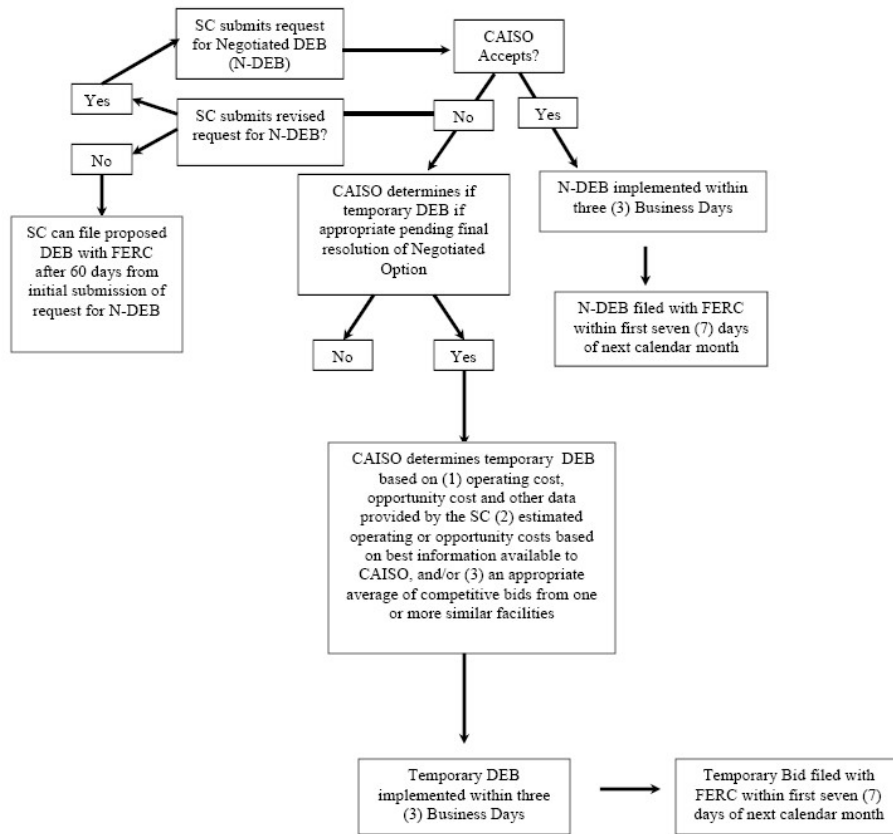 SC submits request
for Negotiated DEB
(N-DEB)
CAISO
Accepts?
Yes
SC submits revised
request for N-DEB?
No
Yes
No
CAISO determines if
temporary DEB if
appropriate pending final
resolution of Negotiated
Option
N-DEB implemented within
three (3) Business Days
SC can file proposed
DEB with FERC
after 60 days from
initial submission of
request for N-DEB
N-DEB filed with FERC
within first seven (7) days
of next calendar month
No
Yes
CAISO determines temporary DEB
based on (1) operating cost,
opportunity cost and other data
provided by the SC (2) estimated
operating or opportunity costs based
on best information available to
CAISO, and/or (3) an appropriate
average of competitive bids from one
or more similar facilities
Temporary DEB
implemented within three
(3) Business Days
Temporary Bid filed with
FERC within first seven (7)
days of next calendar month